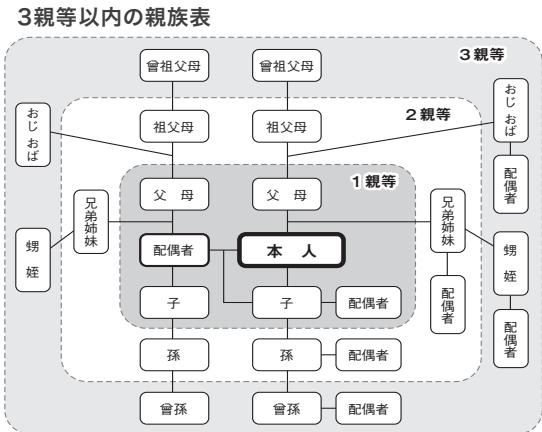 3親等以内の親族表
3親等
曾祖父母
曾祖父母
おじ おば
2親等
おじ おば
祖父母
祖父母
配偶者
1親等
父 母
父 母
兄弟姉妹
兄弟姉妹
甥 姪
配偶者
本 人
甥 姪
配偶者
子
子
配偶者
配偶者
孫
孫
配偶者
曾孫
曾孫
配偶者